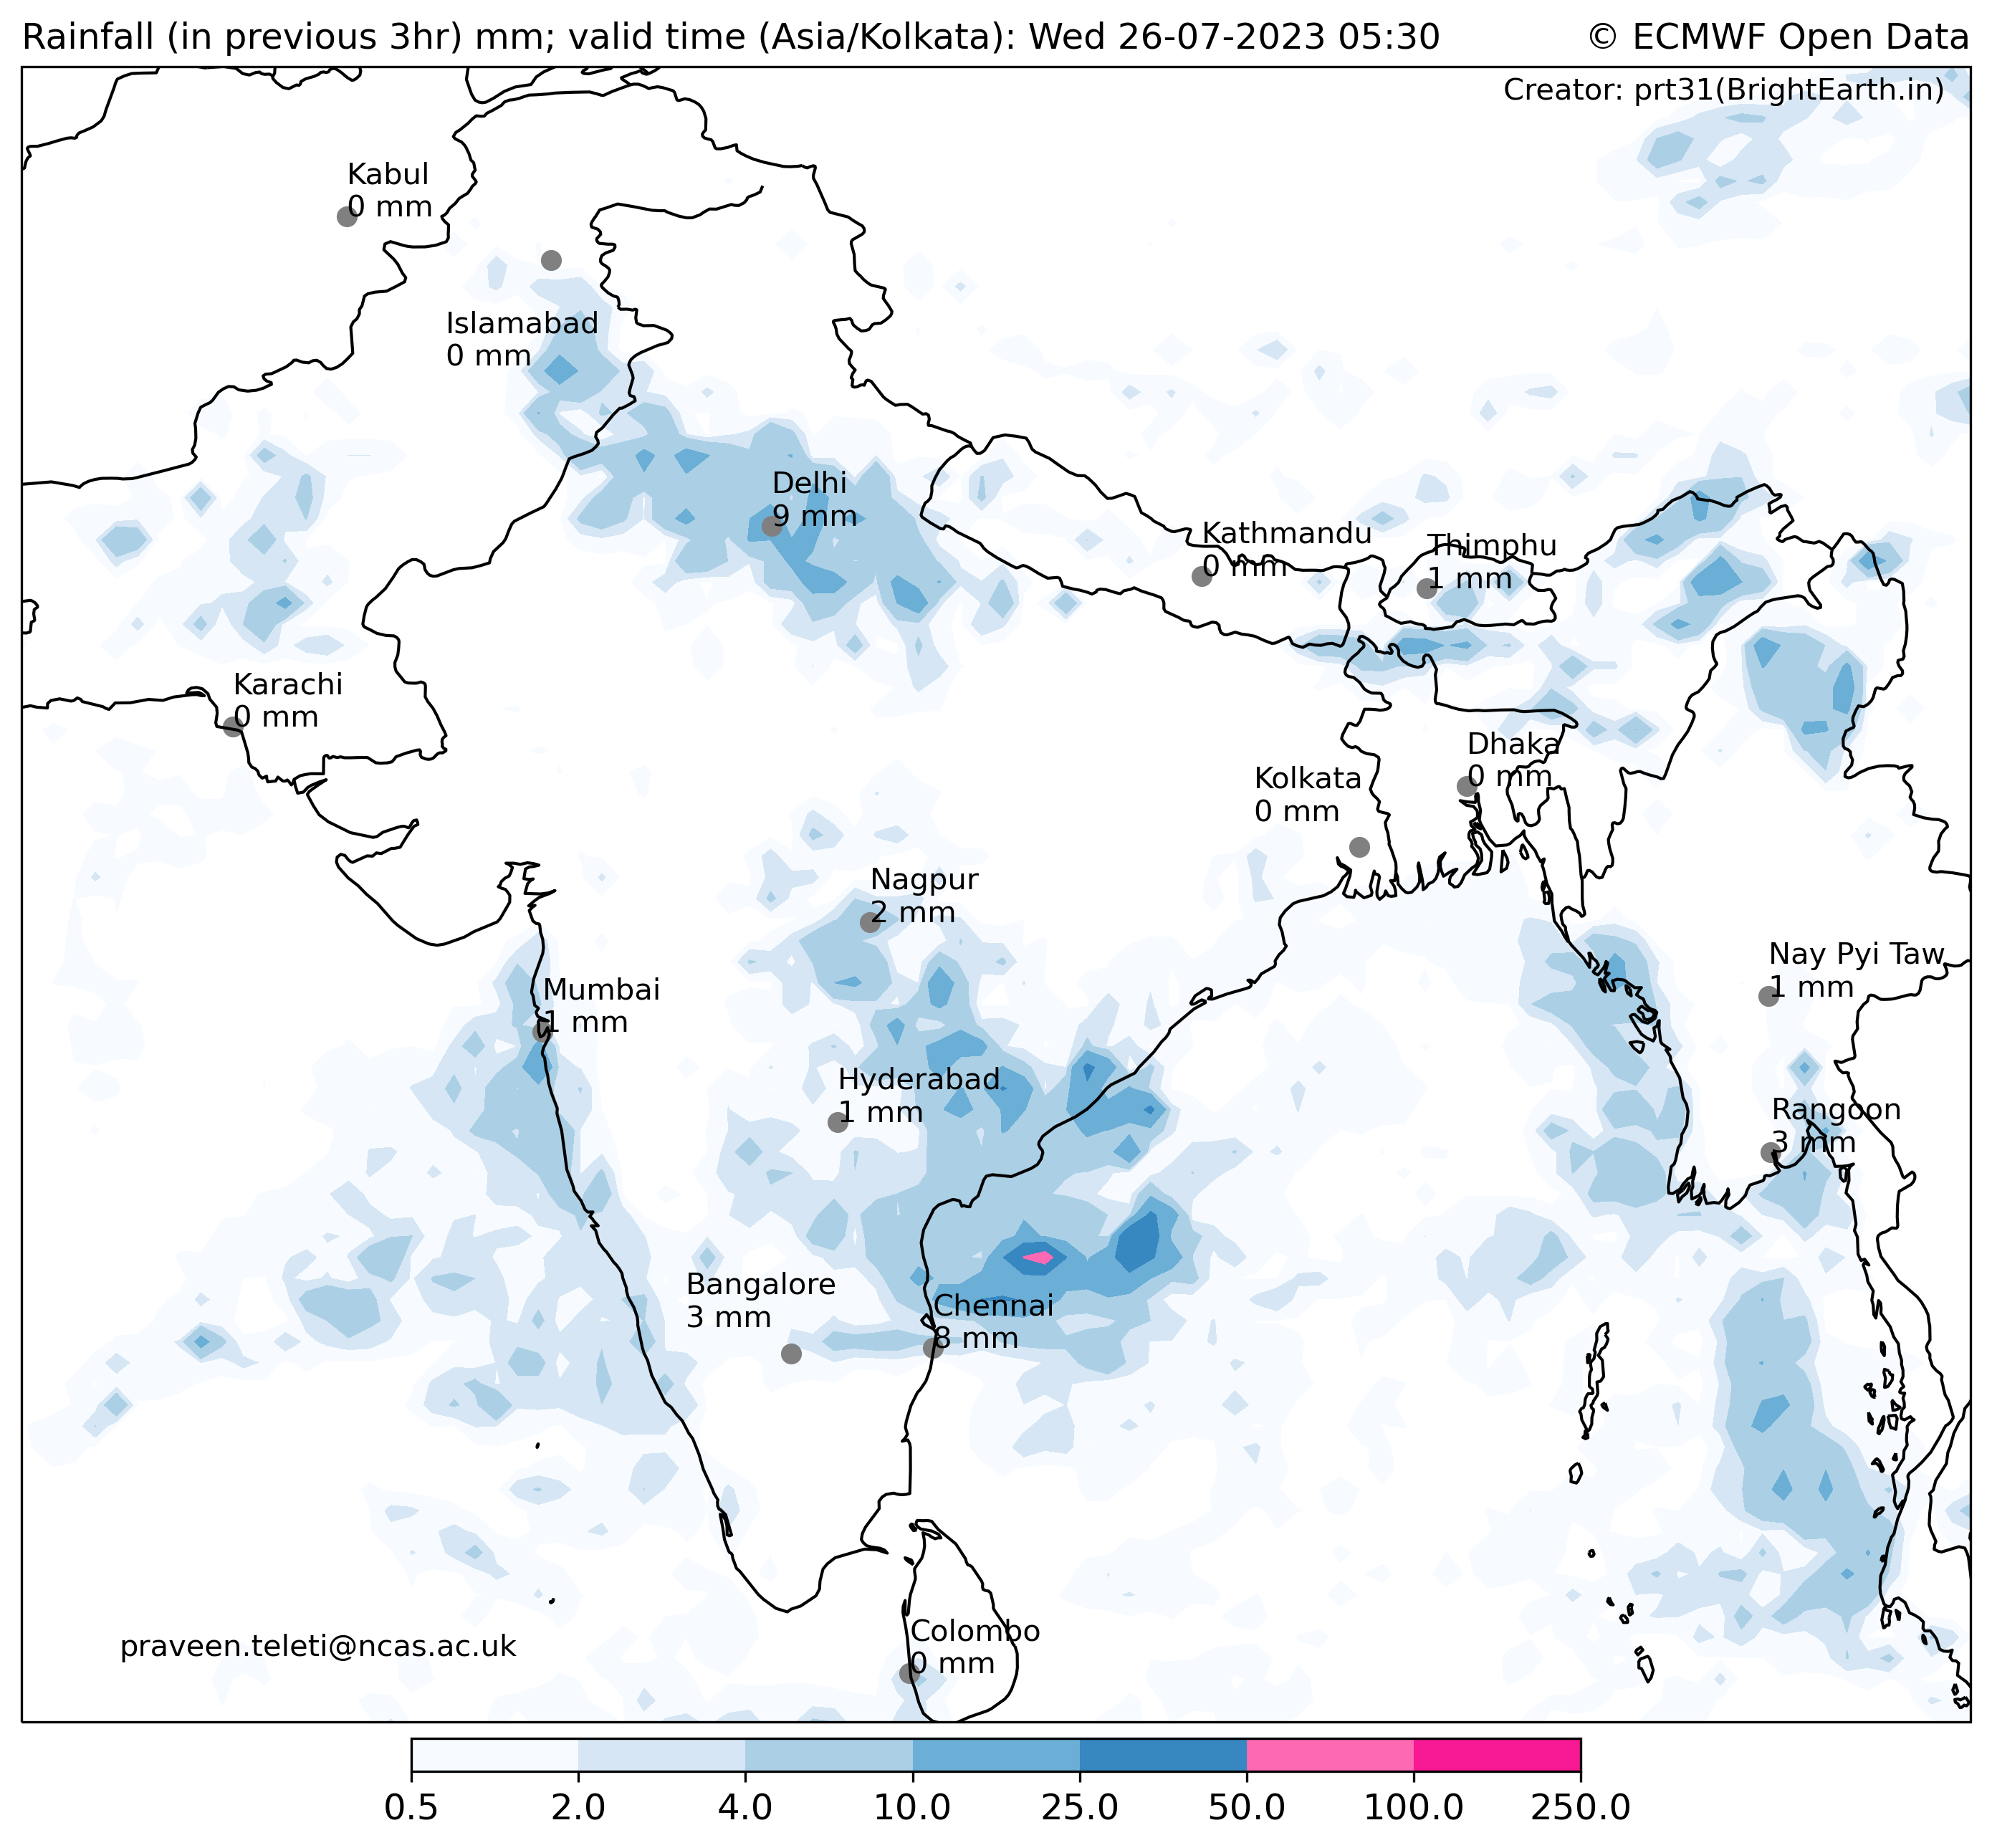 Rainfall (in previous 3hr) mm; valid time (Asia/Kolkata): Wed 26-07-2023 05:30
© ECMWF Open Data
Creator: prt31(BrightEarth.in)
Kabul
0 mm
Islamabad
0 mm
Delhi
9 mm
Kathmandu
0 mm
Thimphu
1 mm
Karachi
0 mm
Dhaka
0 mm
Kolkata
0 mm
Nagpur
2 mm
Nay Pyi Taw
1 mm
Mumbai
1 mm
Hyderabad
1 mm
Rangoon
3 mm
Bangalore
3 mm
Chennai
8 mm
Colombo
0 mm
praveen.teleti@ncas.ac.uk
0.5 2.0 4.0 10.0 25.0 50.0 100.0 250.0